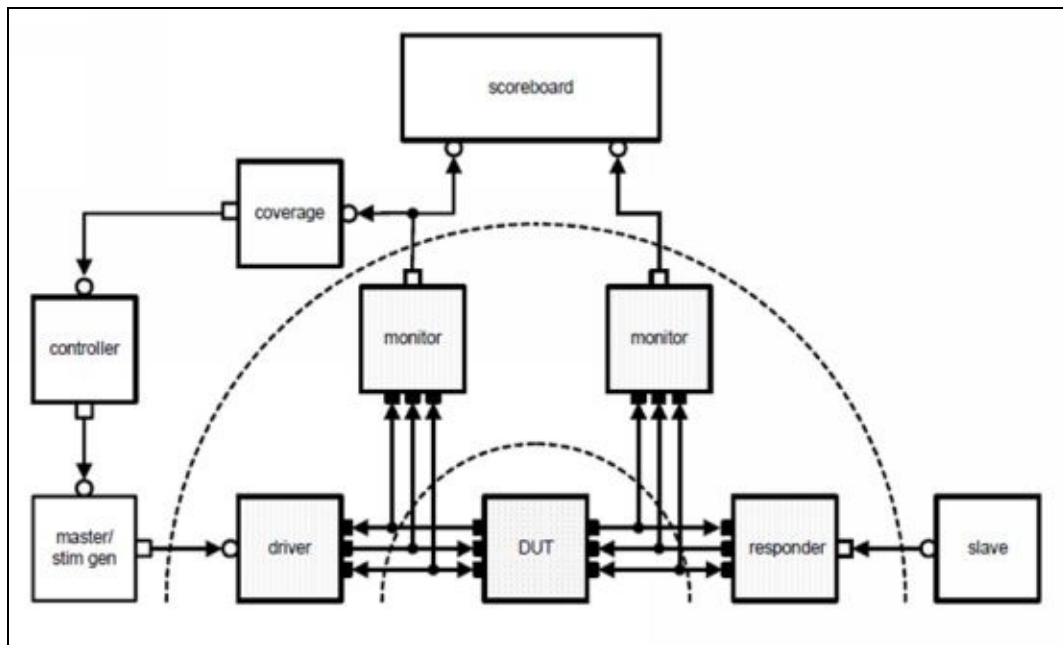 scoreboard
coverage
controller
monitor
monitor
master/
stim gen
driver
DUT
responder
slave